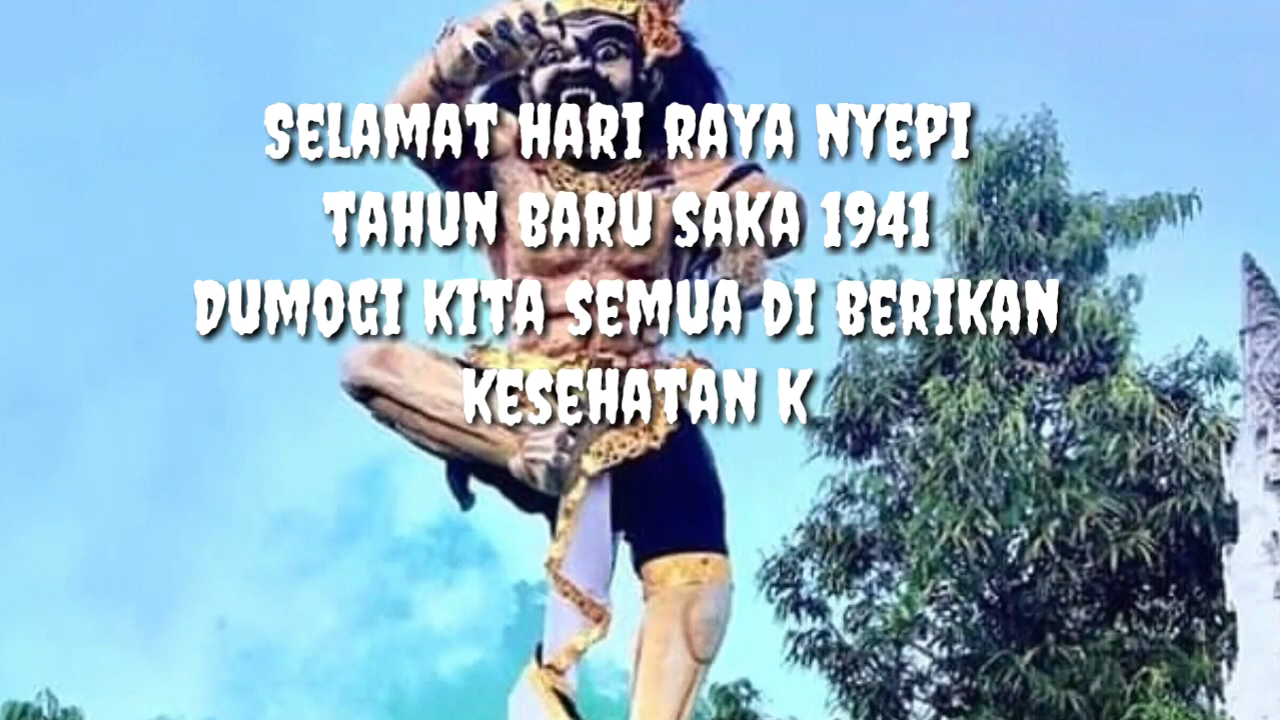 SELAMAT HARI RAYA NYEPI
TAHUN BARU SAKA 1941
DUMOGI KITA SEMUA DI BERIKAN
KESEHATAN K